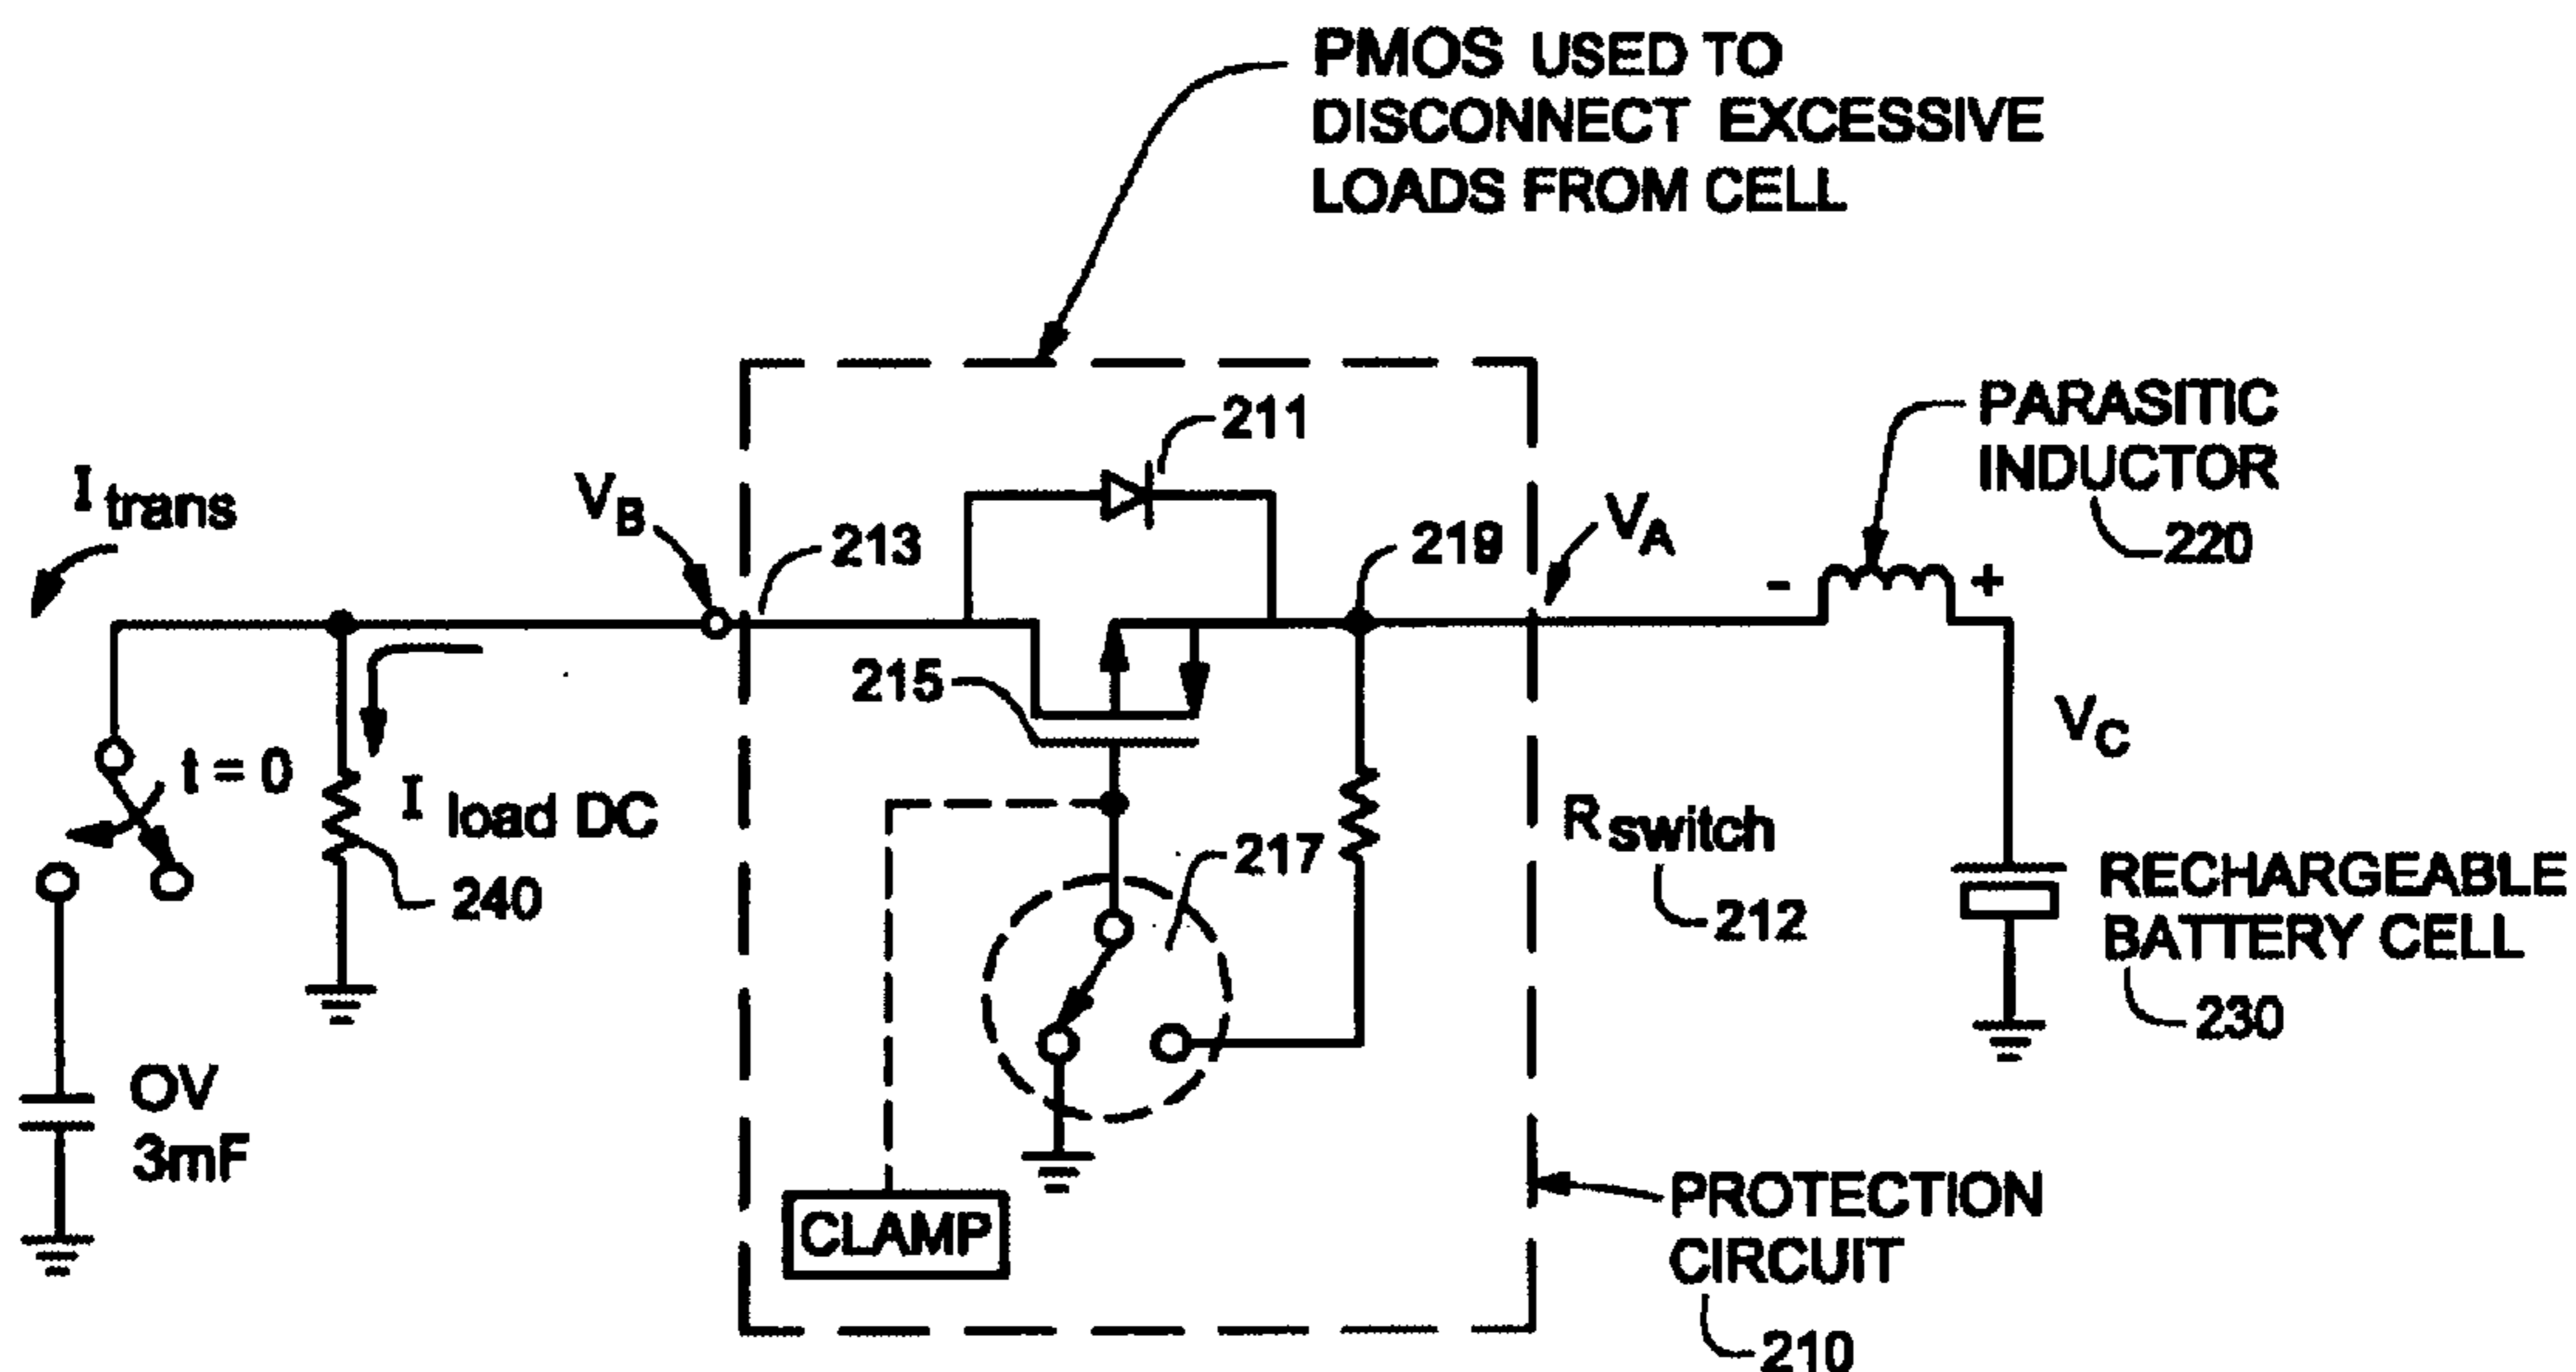 PMOS USED TO
DISCONNECT EXCESSIVE
LOADS FROM CELL
211
PARASITIC
INDUCTOR
220
I trans
VB
213
219
VA
- +
215
VC
t = 0
I load DC
240
217
Rswitch
212
RECHARGEABLE
BATTERY CELL
230
OV
3mF
CLAMP
PROTECTION
CIRCUIT
210